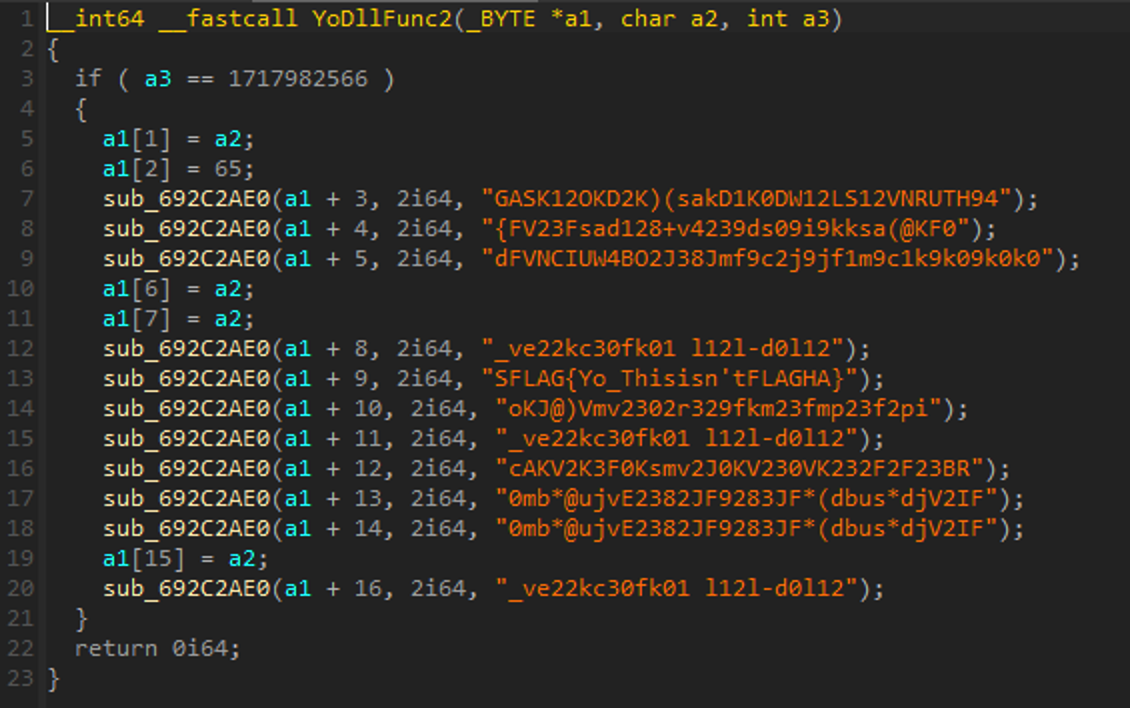 1 __int64 __fastcall YoDllFunc2(_BYTE *a1, char a2, int a3)
2 {
3 if ( a3 == 1717982566 )
4 {
5 a1[1] = a2;
6 a1[2] = 65;
7 sub_692C2AE0(a1 + 3, 2i64, "GASK12OKD2K)(sakD1K0DW12LS12VNRUTH94");
8 sub_692C2AE0(a1 + 4, 2i64, "{FV23Fsad128+v4239ds09i9kksa(@KF0");
9 sub_692C2AE0(a1 + 5, 2i64, "dFVNCIUW4BO2J38Jmf9c2j9jf1m9c1k9k09k0k0");
10 a1[6] = a2;
11 a1[7] = a2;
12 sub_692C2AE0(a1 + 8, 2i64, "_ve22kc30fk01 l12l-d0l12");
13 sub_692C2AE0(a1 + 9, 2i64, "SFLAG{Yo_Thisisn'tFLAGHA}");
14 sub_692C2AE0(a1 + 10, 2i64, "oKJ@)Vmv2302r329fkm23fmp23f2pi");
15 sub_692C2AE0(a1 + 11, 2i64, "_ve22kc30fk01 l12l-d0l12");
16 sub_692C2AE0(a1 + 12, 2i64, "cAKV2K3F0Ksmv2J0KV230VK232F2F23BR");
17 sub_692C2AE0(a1 + 13, 2i64, "0mb*@ujvE2382JF9283JF*(dbus*djV2IF");
18 sub_692C2AE0(a1 + 14, 2i64, "0mb*@ujvE2382JF9283JF*(dbus*djV2IF");
19 a1[15] = a2;
20 sub_692C2AE0(a1 + 16, 2i64, "_ve22kc30fk01 l12l-d0l12");
21 }
22 return 0i64;
23 }